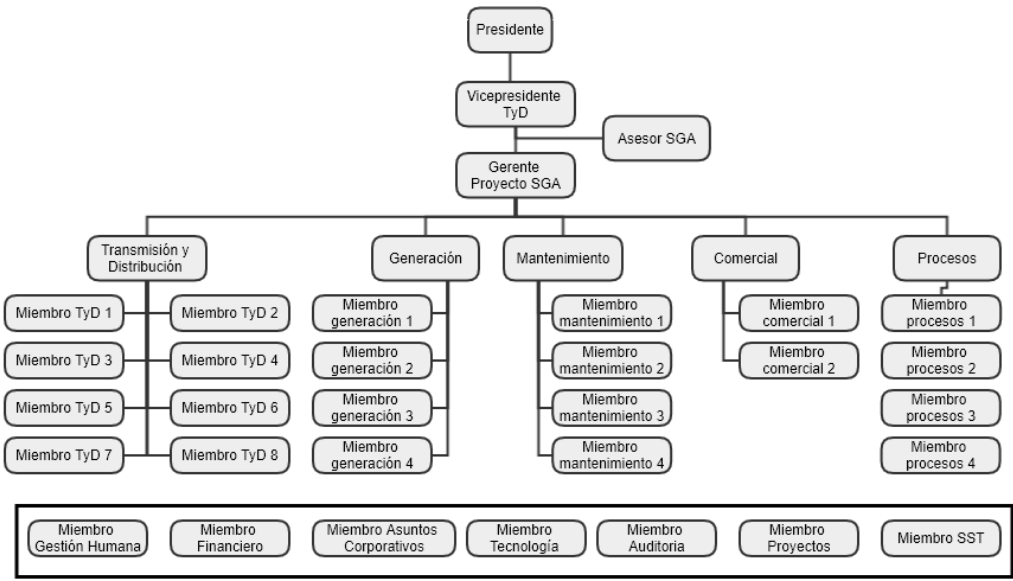 Presidente
Vicepresidente
TyD
Asesor SGA
Gerente
Proyecto SGA
Transmisión y
Distribución
Generación
Mantenimiento
Comercial
Procesos
Miembro TyD 1
Miembro TyD 2
Miembro
generación 1
Miembro
mantenimiento 1
Miembro
comercial 1
Miembro
procesos 1
Miembro TyD 3
Miembro TyD 4
Miembro
generación 2
Miembro
mantenimiento 2
Miembro
comercial 2
Miembro
procesos 2
Miembro TyD 5
Miembro TyD 6
Miembro
generación 3
Miembro
mantenimiento 3
Miembro
procesos 3
Miembro TyD 7
Miembro TyD 8
Miembro
generación 4
Miembro
mantenimiento 4
Miembro
procesos 4
Miembro
Gestión Humana
Miembro
Financiero
Miembro Asuntos
Corporativos
Miembro
Tecnología
Miembro
Auditoria
Miembro
Proyectos
Miembro SST